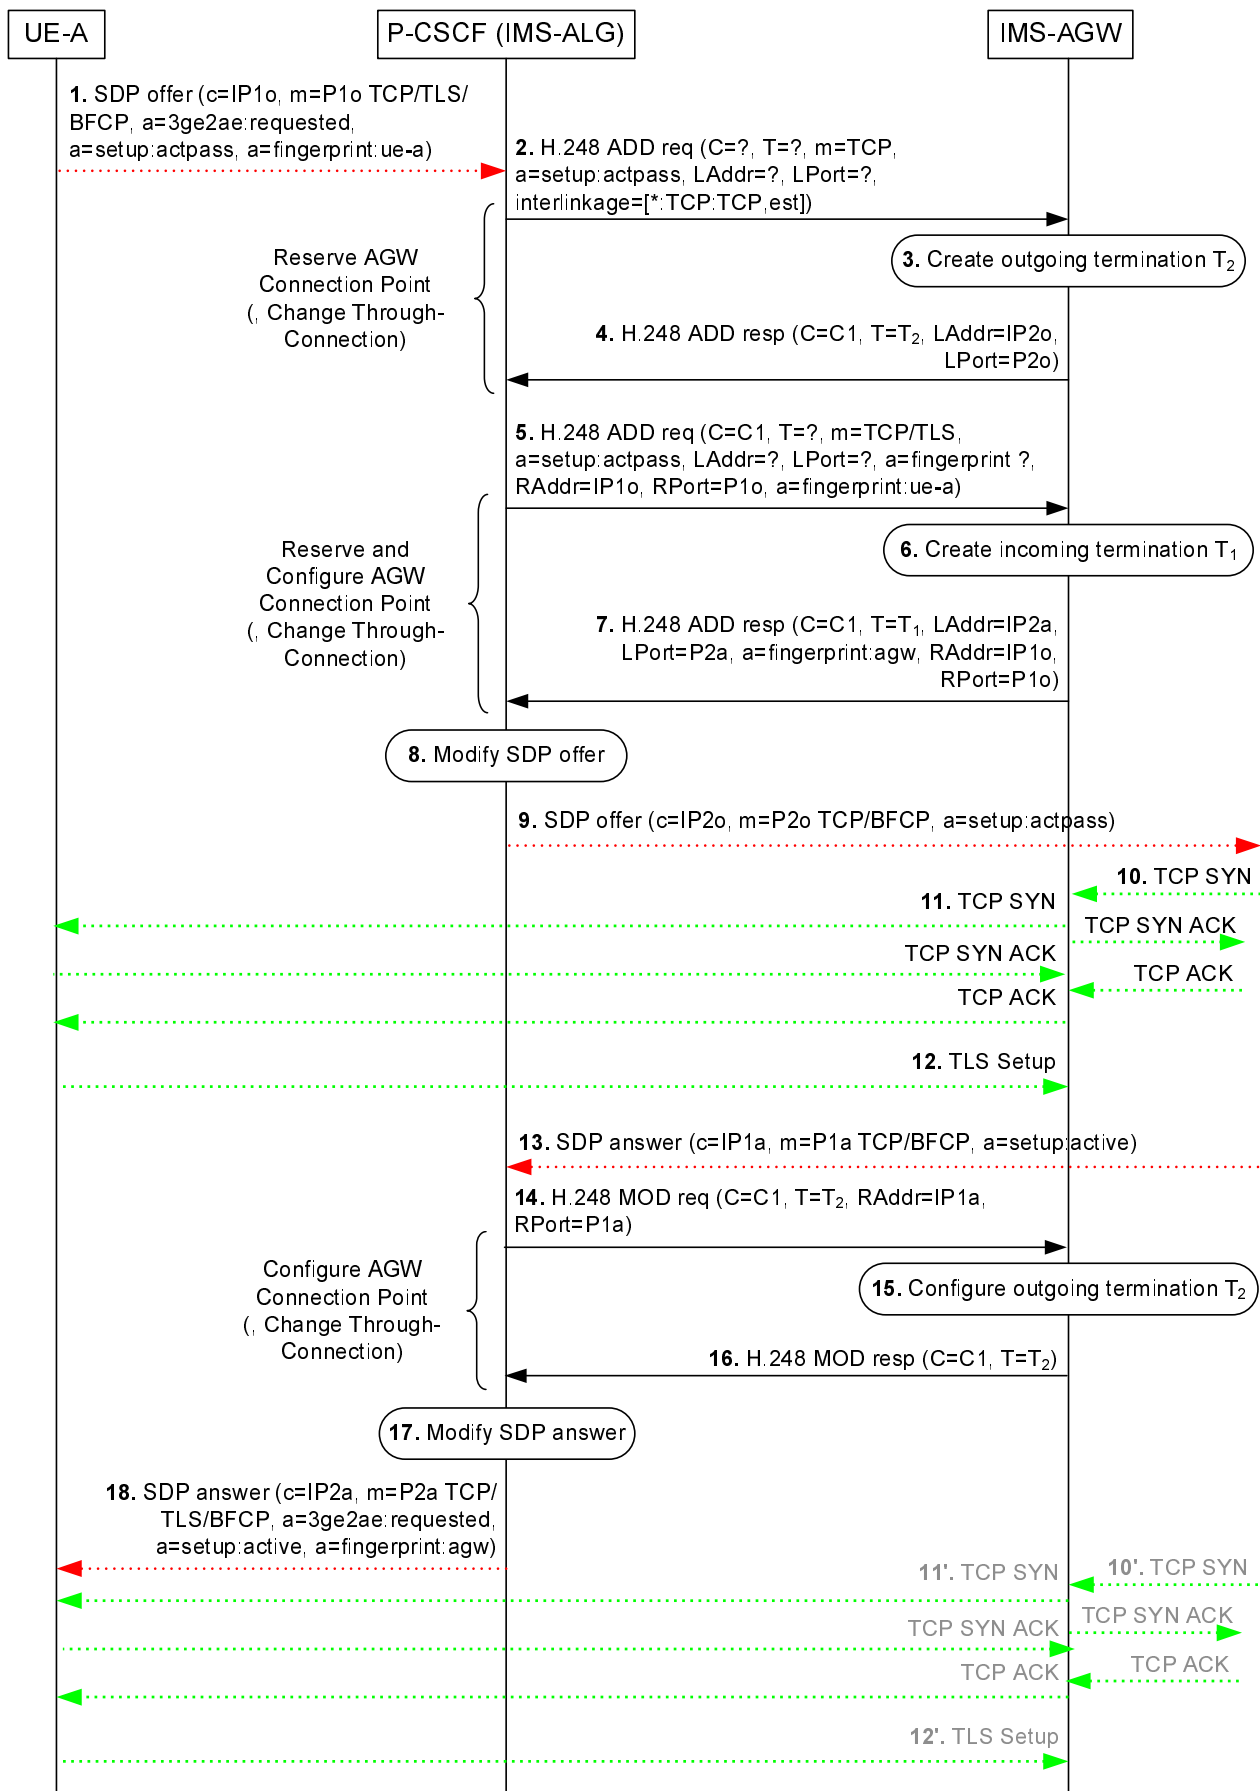 UE-A
P-CSCF (IMS-ALG)
IMS-AGW
1. SDP offer (c=IP1o, m=P1o TCP/TLS/
BFCP, a=3ge2ae:requested,
a=setup:actpass, a=fingerprint:ue-a)
2. H.248 ADD req (C=?, T=?, m=TCP,
a=setup:actpass, LAddr=?, LPort=?,
interlinkage=[*:TCP:TCP,est])
Reserve AGW
Connection Point
(, Change Through-
Connection)
3. Create outgoing termination T2
4. H.248 ADD resp (C=C1, T=T2, LAddr=IP2o,
LPort=P2o)
5. H.248 ADD req (C=C1, T=?, m=TCP/TLS,
a=setup:actpass, LAddr=?, LPort=?, a=fingerprint ?,
RAddr=IP1o, RPort=P1o, a=fingerprint:ue-a)
Reserve and
Configure AGW
Connection Point
(, Change Through-
Connection)
6. Create incoming termination T1
7. H.248 ADD resp (C=C1, T=T1, LAddr=IP2a,
LPort=P2a, a=fingerprint:agw, RAddr=IP1o,
RPort=P1o)
8. Modify SDP offer
9. SDP offer (c=IP2o, m=P2o TCP/BFCP, a=setup:actpass)
10. TCP SYN
11. TCP SYN
TCP SYN ACK
TCP SYN ACK
TCP ACK
TCP ACK
12. TLS Setup
13. SDP answer (c=IP1a, m=P1a TCP/BFCP, a=setup:active)
14. H.248 MOD req (C=C1, T=T2, RAddr=IP1a,
RPort=P1a)
Configure AGW
Connection Point
(, Change Through-
Connection)
15. Configure outgoing termination T2
16. H.248 MOD resp (C=C1, T=T2)
17. Modify SDP answer
18. SDP answer (c=IP2a, m=P2a TCP/
TLS/BFCP, a=3ge2ae:requested,
a=setup:active, a=fingerprint:agw)
10'. TCP SYN
11'. TCP SYN
TCP SYN ACK
TCP SYN ACK
TCP ACK
TCP ACK
12'. TLS Setup